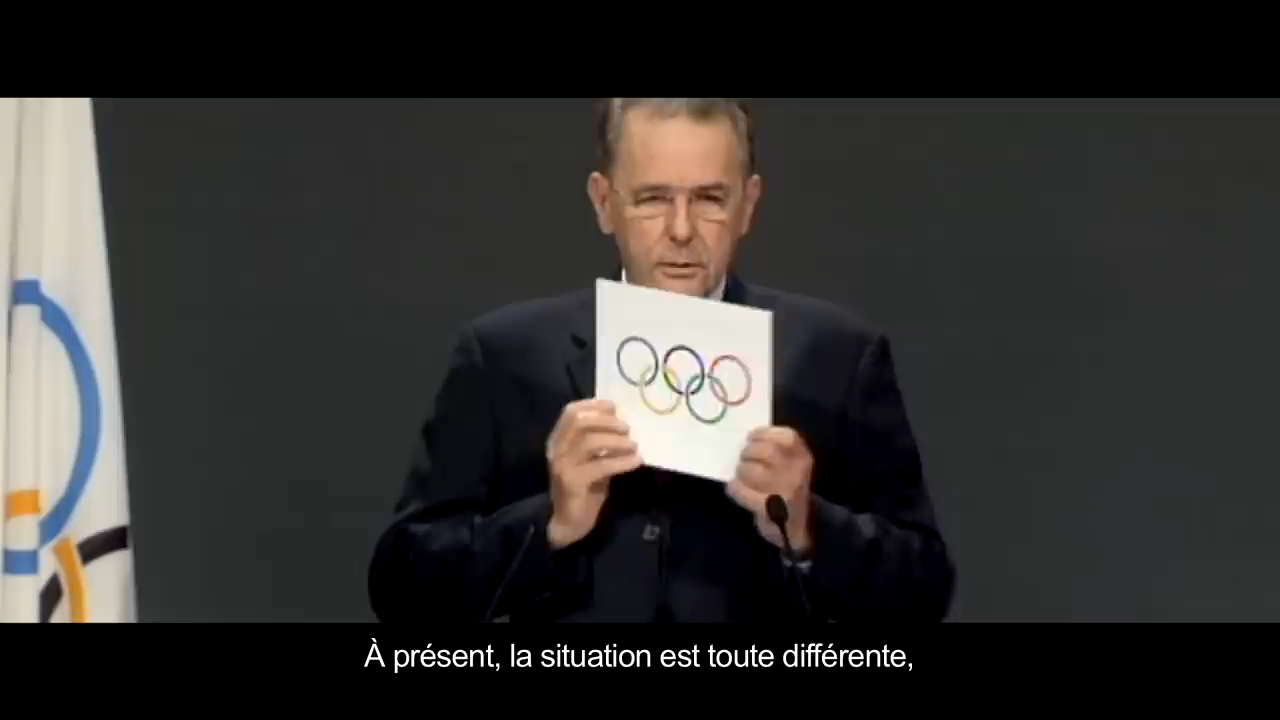 À présent, la situation est toute différente,